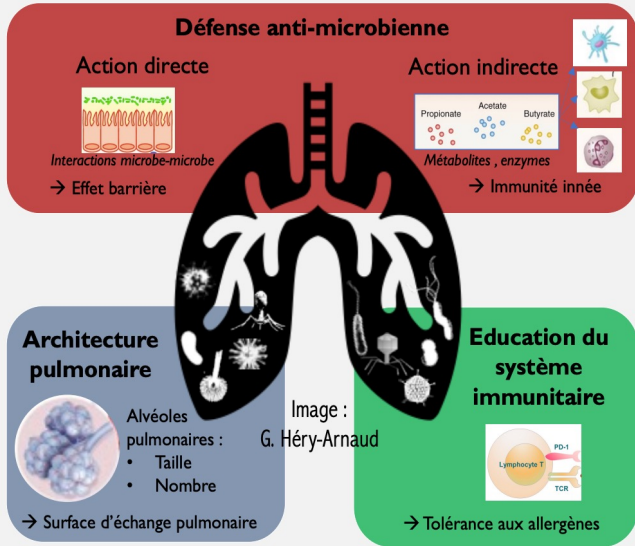 Défense anti-microbienne
Action directe
Interactions microbe-microbe
→ Effet barrière
Action indirecte
Propionate
Acetate
Butyrate
Métabolites , enzymes
→ Immunité innée
Architecture
pulmonaire
Alvéoles
pulmonaires :
• Taille
• Nombre
→ Surface d'échange pulmonaire
Image :
G. Héry-Arnaud
Education du
système
immunitaire
PD-1
Lymphocyte T
TCR
→ Tolérance aux allergènes